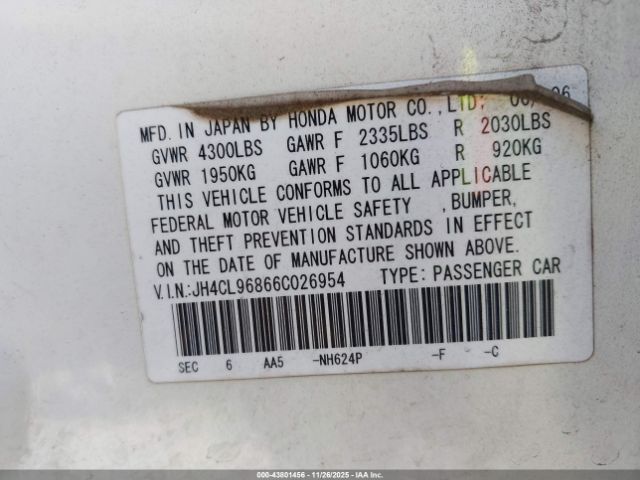 MFD. IN JAPAN BY HONDA MOTOR CO., LTD.
GVWR 4300LBS GAWR F 2335LBS R 2030LBS
GVWR 1950KG GAWR F 1060KG R 920KG
THIS VEHICLE CONFORMS TO ALL APPLICABLE
FEDERAL MOTOR VEHICLE SAFETY ,BUMPER,
AND THEFT PREVENTION STANDARDS IN EFFECT
ON THE DATE OF MANUFACTURE SHOWN ABOVE.
V.I.N.:JH4CL96866C026954 TYPE: PASSENGER CAR
SEC 6 AA5 -NH624P -F -C
000-43801456 | 11/26/2025 | IAA Inc.